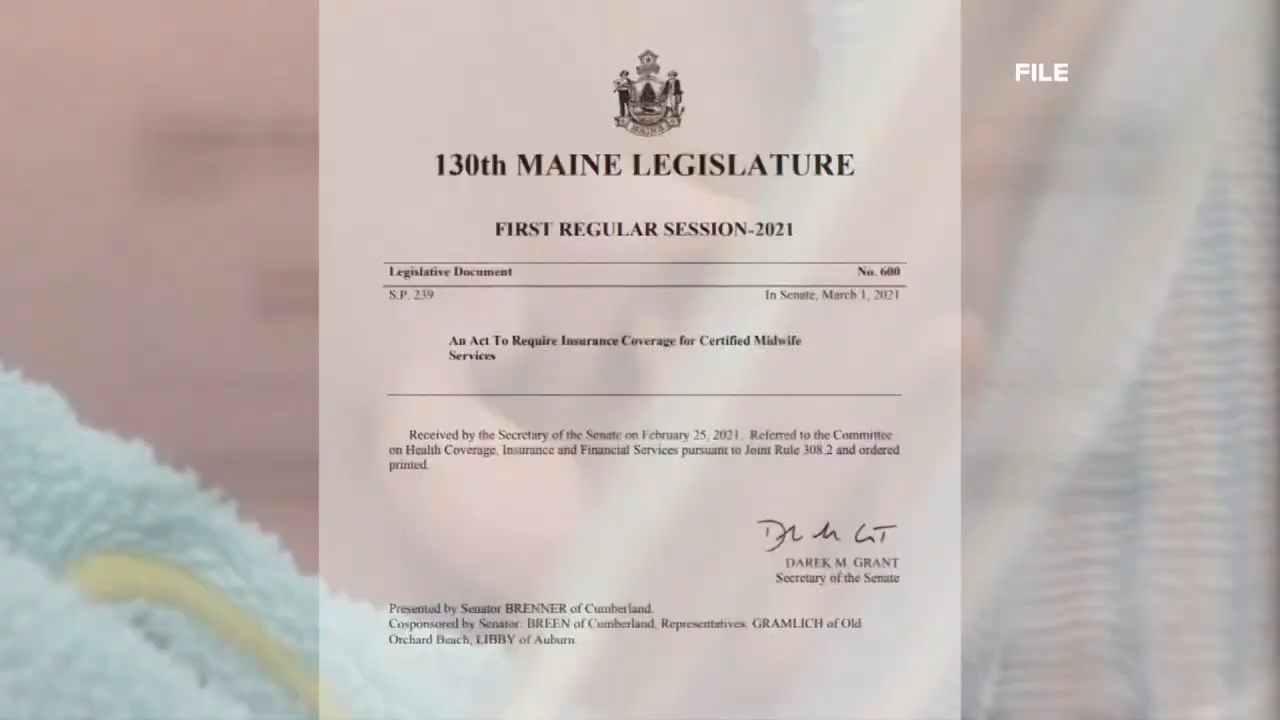 FILE
MAINE
130th MAINE LEGISLATURE
FIRST REGULAR SESSION-2021
Legislative Document No. 600
S.P. 239 In Senate, March 1, 2021
An Act To Require Insurance Coverage for Certified Midwife
Services
Received by the Secretary of the Senate on February 25, 2021. Referred to the Committee
on Health Coverage, Insurance and Financial Services pursuant to Joint Rule 308.2 and ordered
printed.
DAREK M. GRANT
Secretary of the Senate
Presented by Senator BRENNER of Cumberland.
Cosponsored by Senator: BREEN of Cumberland, Representatives: GRAMLICH of Old
Orchard Beach, LIBBY of Auburn.